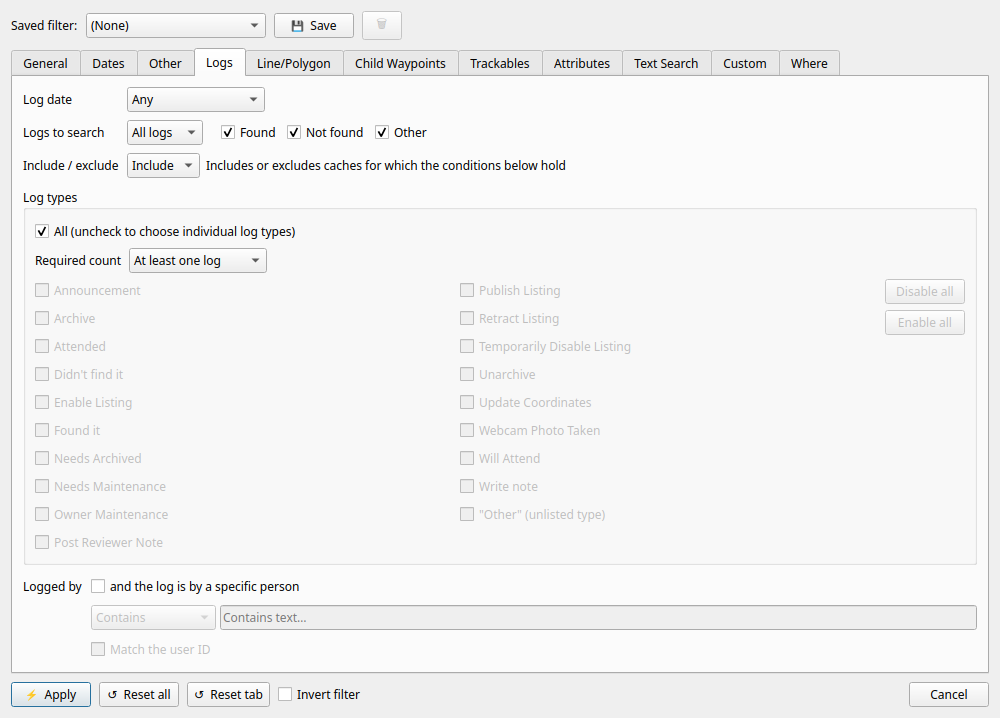 Saved filter: (None) Save
General Dates Other Logs Line/Polygon Child Waypoints Trackables Attributes Text Search Custom Where
Log date Any
Logs to search All logs Found Not found Other
Include / exclude Include Includes or excludes caches for which the conditions below hold
Log types
All (uncheck to choose individual log types)
Required count At least one log
Announcement Publish Listing Disable all
Archive Retract Listing Enable all
Attended Temporarily Disable Listing
Didn't find it Unarchive
Enable Listing Update Coordinates
Found it Webcam Photo Taken
Needs Archived Will Attend
Needs Maintenance Write note
Owner Maintenance "Other" (unlisted type)
Post Reviewer Note
Logged by and the log is by a specific person
Contains Contains text...
Match the user ID
Apply Reset all Reset tab Invert filter Cancel